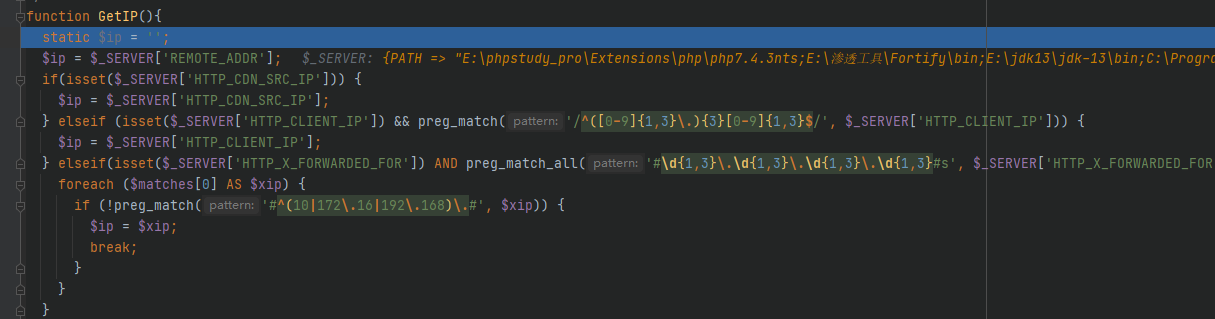 function GetIP(){
static $ip = '';
$ip = $_SERVER['REMOTE_ADDR']; $_SERVER: {PATH => "E:\phpstudy_pro\Extensions\php\php7.4.3nts;E:\渗透工具\Fortify\bin;E:\jdk13\jdk-13\bin;C:\Progr
if(isset($_SERVER['HTTP_CDN_SRC_IP'])) {
$ip = $_SERVER['HTTP_CDN_SRC_IP'];
} elseif (isset($_SERVER['HTTP_CLIENT_IP']) && preg_match( pattern: '/^([0-9]{1,3}\.){3}[0-9]{1,3}$/', $_SERVER['HTTP_CLIENT_IP'])) {
$ip = $_SERVER['HTTP_CLIENT_IP'];
} elseif(isset($_SERVER['HTTP_X_FORWARDED_FOR']) AND preg_match_all( pattern: '#\d{1,3}\.\d{1,3}\.\d{1,3}\.\d{1,3}#s', $_SERVER['HTTP_X_FORWARDED_FOR
foreach ($matches[0] AS $xip) {
if (!preg_match( pattern: '#^(10|172\.16|192\.168)\.#', $xip)) {
$ip = $xip;
break;
}
}
}